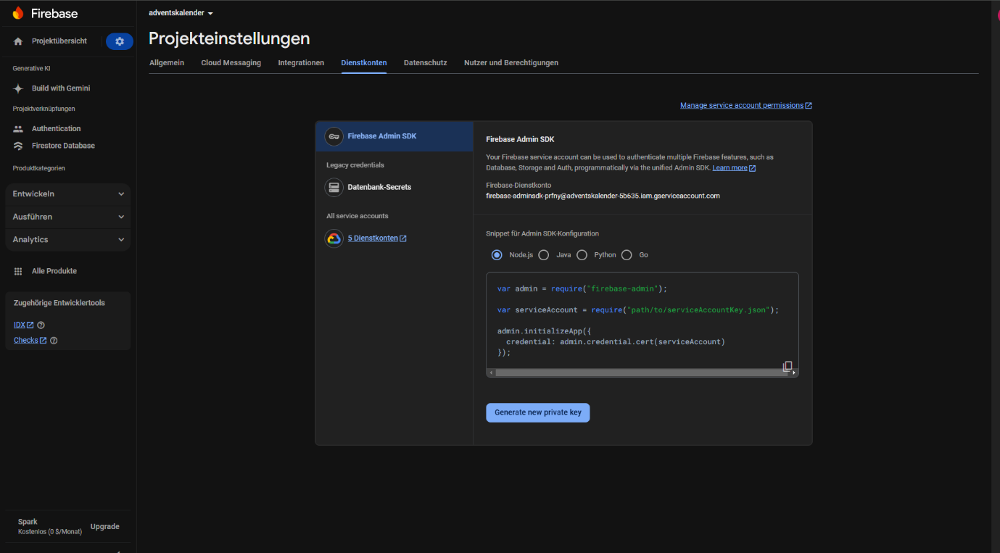 Firebase
Projektübersicht
Generative KI
Build with Gemini
Projektverknüpfungen
Authentication
Firestore Database
Produktkategorien
Entwickeln
Ausführen
Analytics
Alle Produkte
Zugehörige Entwicklertools
IDX
Checks
Spark
Kostenlos (0 $/Monat)
Upgrade
adventskalender
Projekteinstellungen
Allgemein
Cloud Messaging
Integrationen
Dienstkonten
Datenschutz
Nutzer und Berechtigungen
Manage service account permissions
Firebase Admin SDK
Legacy credentials
Datenbank-Secrets
All service accounts
5 Dienstkonten
Firebase Admin SDK
Your Firebase service account can be used to authenticate multiple Firebase features, such as
Database, Storage and Auth, programmatically via the unified Admin SDK. Learn more
Firebase-Dienstkonto
firebase-adminsdk-prfny@adventskalender-5b635.iam.gserviceaccount.com
Snippet für Admin SDK-Konfiguration
Node.js Java Python Go
var admin = require("firebase-admin");
var serviceAccount = require("path/to/serviceAccountKey.json");
admin.initializeApp({
credential: admin.credential.cert(serviceAccount)
});
Generate new private key